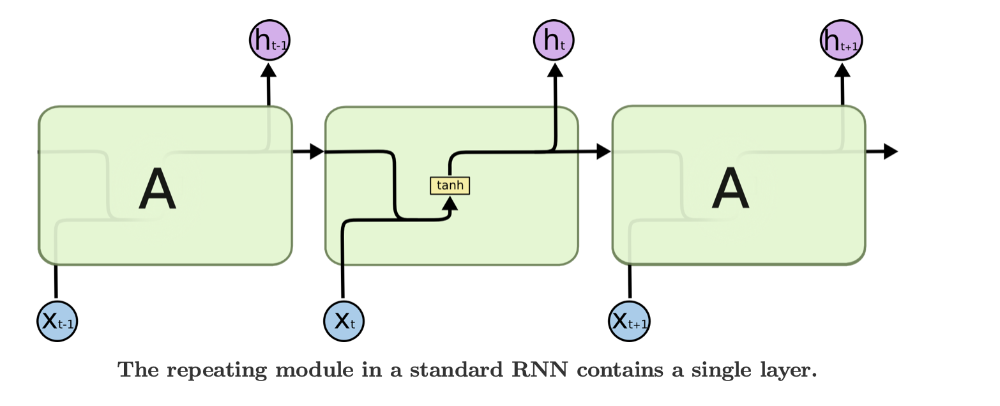 ht-1 ht ht+1
A tanh A
xt-1 xt xt+1
The repeating module in a standard RNN contains a single layer.